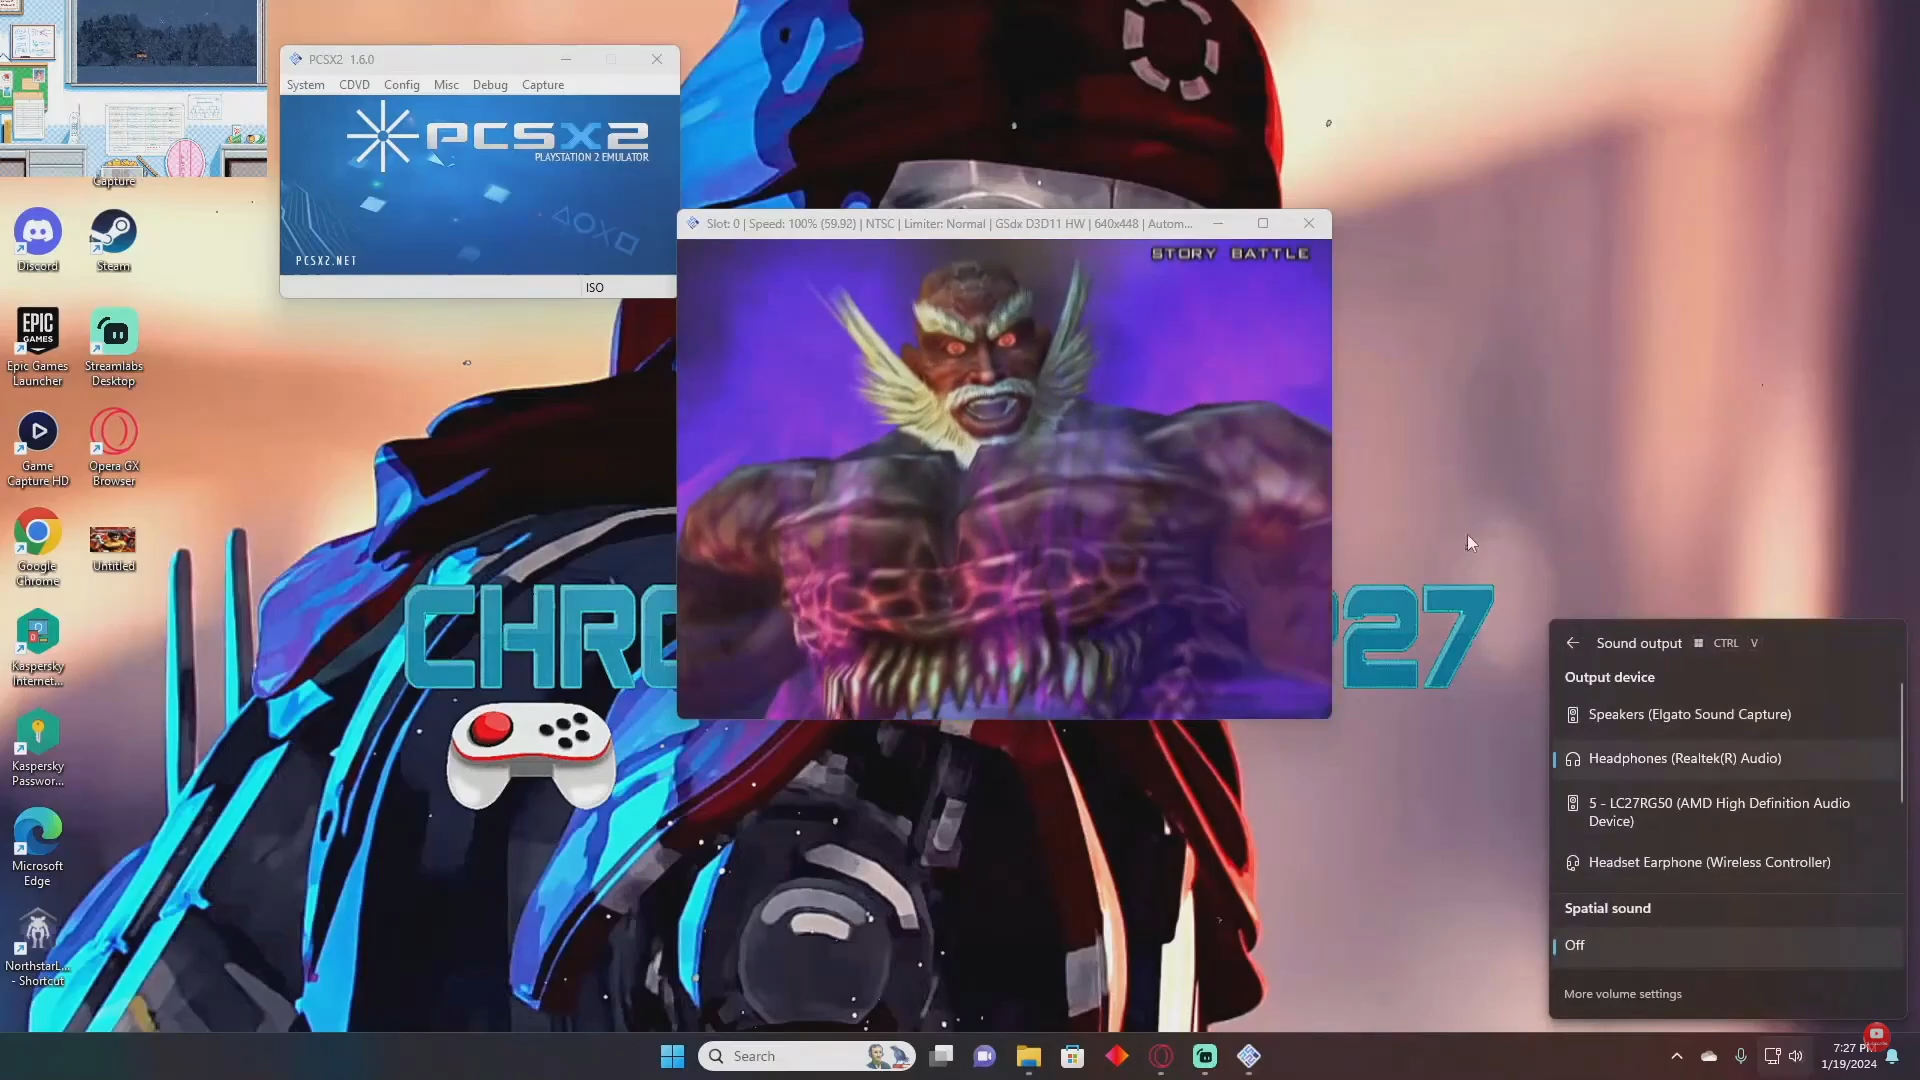 PCSX2 1.6.0
System CDVD Config Misc Debug Capture
PCSX2
PLAYSTATION 2 EMULATOR
PCSX2.NET
ISO
Slot: 0 | Speed: 100% (59.92) | NTSC | Limiter: Normal | GSdx D3D11 HW | 640x448 | Autom...
STORY BATTLE
Capture
Discord
Steam
EPIC
GAMES
Epic Games
Launcher
Streamlabs
Desktop
Game
Capture HD
Opera GX
Browser
Google
Chrome
Untitled
Kaspersky
Internet...
Kaspersky
Passwor...
Microsoft
Edge
NorthstarL...
- Shortcut
CHRO
P27
Sound output CTRL V
Output device
Speakers (Elgato Sound Capture)
Headphones (Realtek(R) Audio)
5 - LC27RG50 (AMD High Definition Audio
Device)
Headset Earphone (Wireless Controller)
Spatial sound
Off
More volume settings
Search
7:27 PM
1/19/2024